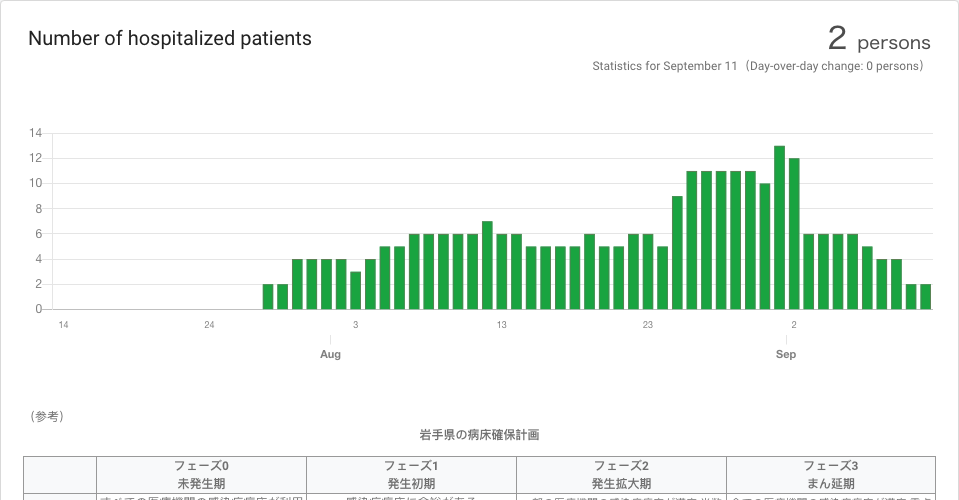 Number of hospitalized patients
2 persons
Statistics for September 11（Day-over-day change: 0 persons）
14
12
10
8
6
4
2
0
14 24 3 13 23 2
Aug Sep
（参考）
岩手県の病床確保計画
フェーズ0 フェーズ1 フェーズ2 フェーズ3
未発生期 発生初期 発生拡大期 まん延期